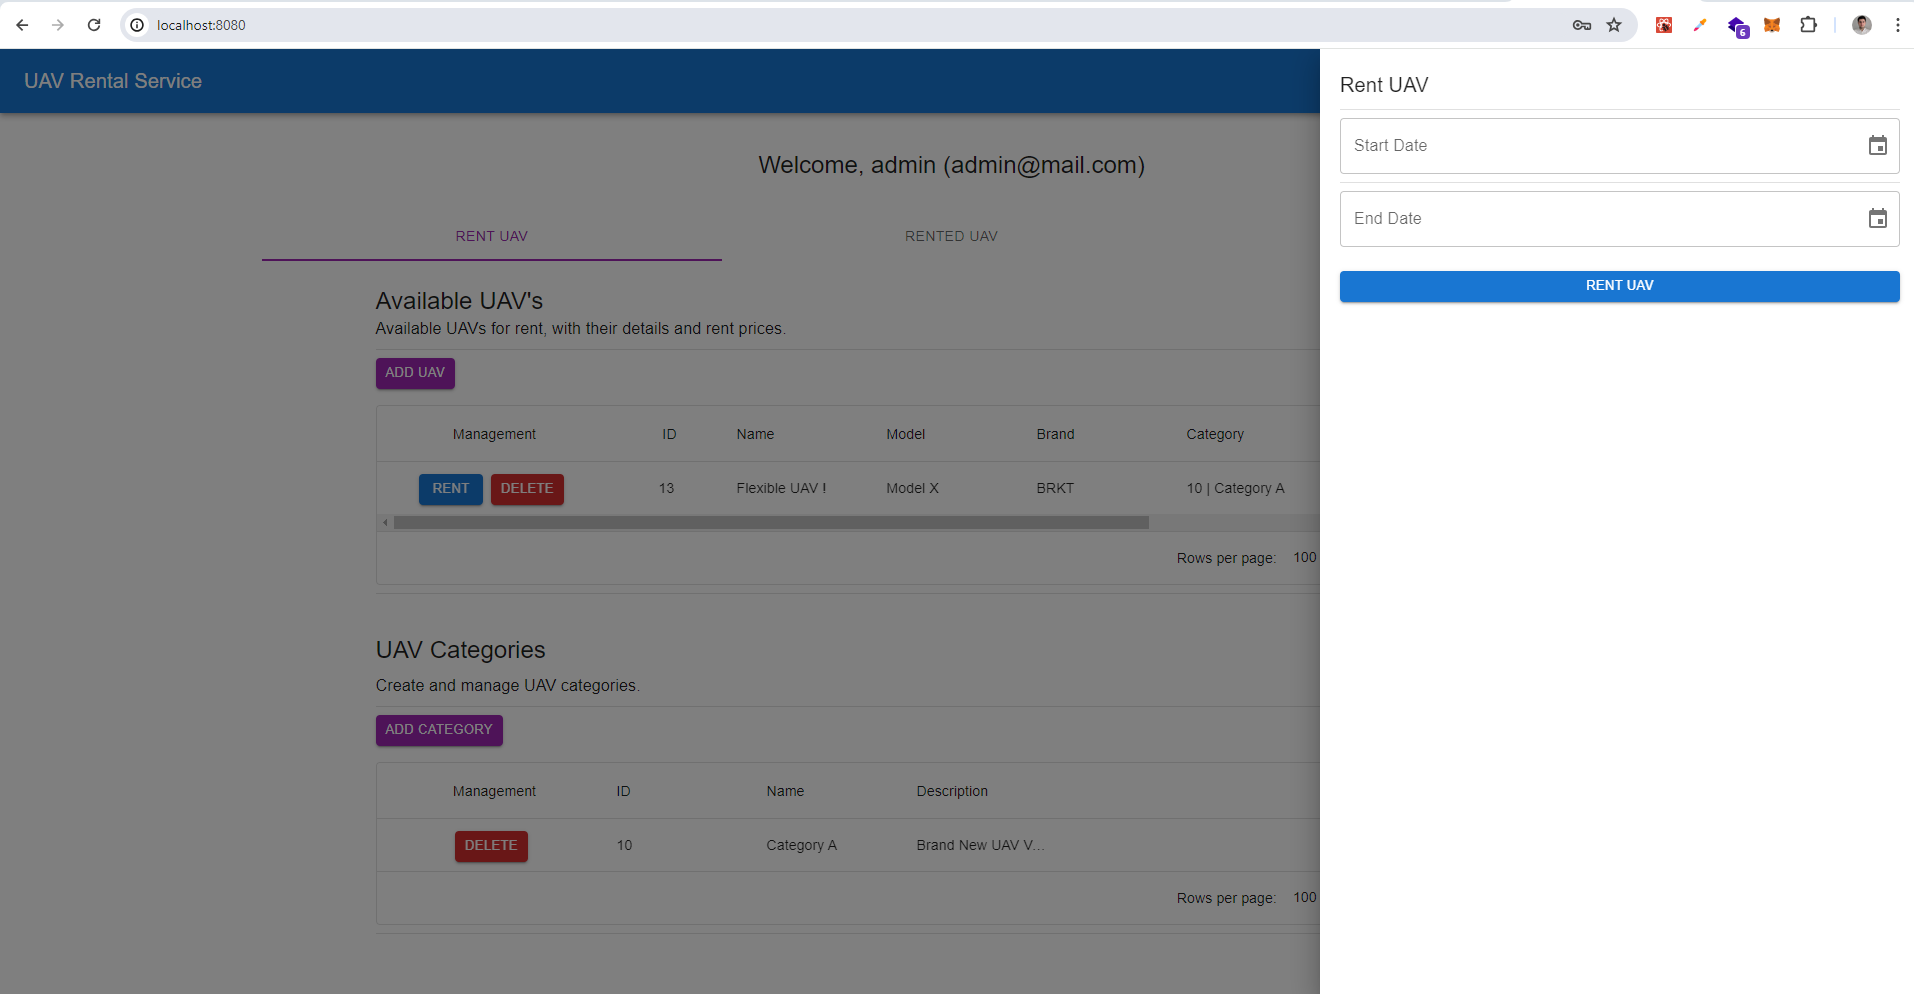 localhost:8080
6
UAV Rental Service
Welcome, admin (admin@mail.com)
RENT UAV
RENTED UAV
Available UAV's
Available UAVs for rent, with their details and rent prices.
ADD UAV
Management ID Name Model Brand Category
RENT DELETE 13 Flexible UAV ! Model X BRKT 10 | Category A
Rows per page: 100
UAV Categories
Create and manage UAV categories.
ADD CATEGORY
Management ID Name Description
DELETE 10 Category A Brand New UAV V...
Rows per page: 100
Rent UAV
Start Date
End Date
RENT UAV